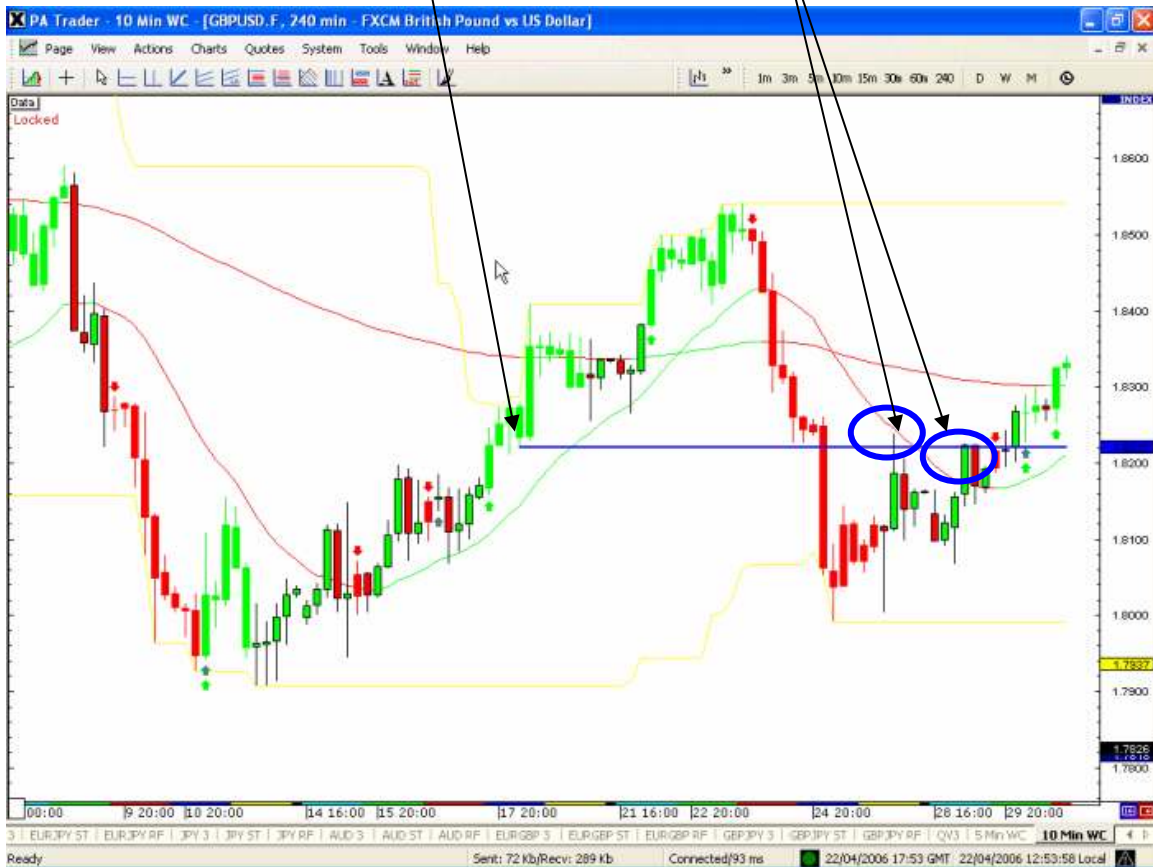 PA Trader - 10 Min WC - [GBPUSD.F, 240 min - FXCM British Pound vs US Dollar]
Page View Actions Charts Quotes System Tools Window Help
1m 3m 5m 10m 15m 30m 60m 240 D W M
Data
INDEX
Locked
1.8600
1.8500
1.8400
1.8300
1.8200
1.8100
1.8000
1.7937
1.7900
1.7826
1.7800
00:00 9 20:00 10 20:00 14 16:00 15 20:00 17 20:00 21 16:00 22 20:00 24 20:00 28 16:00 29 20:00
3 EURJPY ST EURJPY RF JPY 3 JPY ST JPY RF AUD 3 AUD ST AUD RF EURGBP 3 EURGBP ST EURGBP RF GBPJPY 3 GBPJPY ST GBPJPY RF QV3 5 Min WC 10 Min WC
Ready Sent: 72 Kb/Recv: 289 Kb Connected/93 ms 22/04/2006 17:53 GMT 22/04/2006 12:53:58 Local